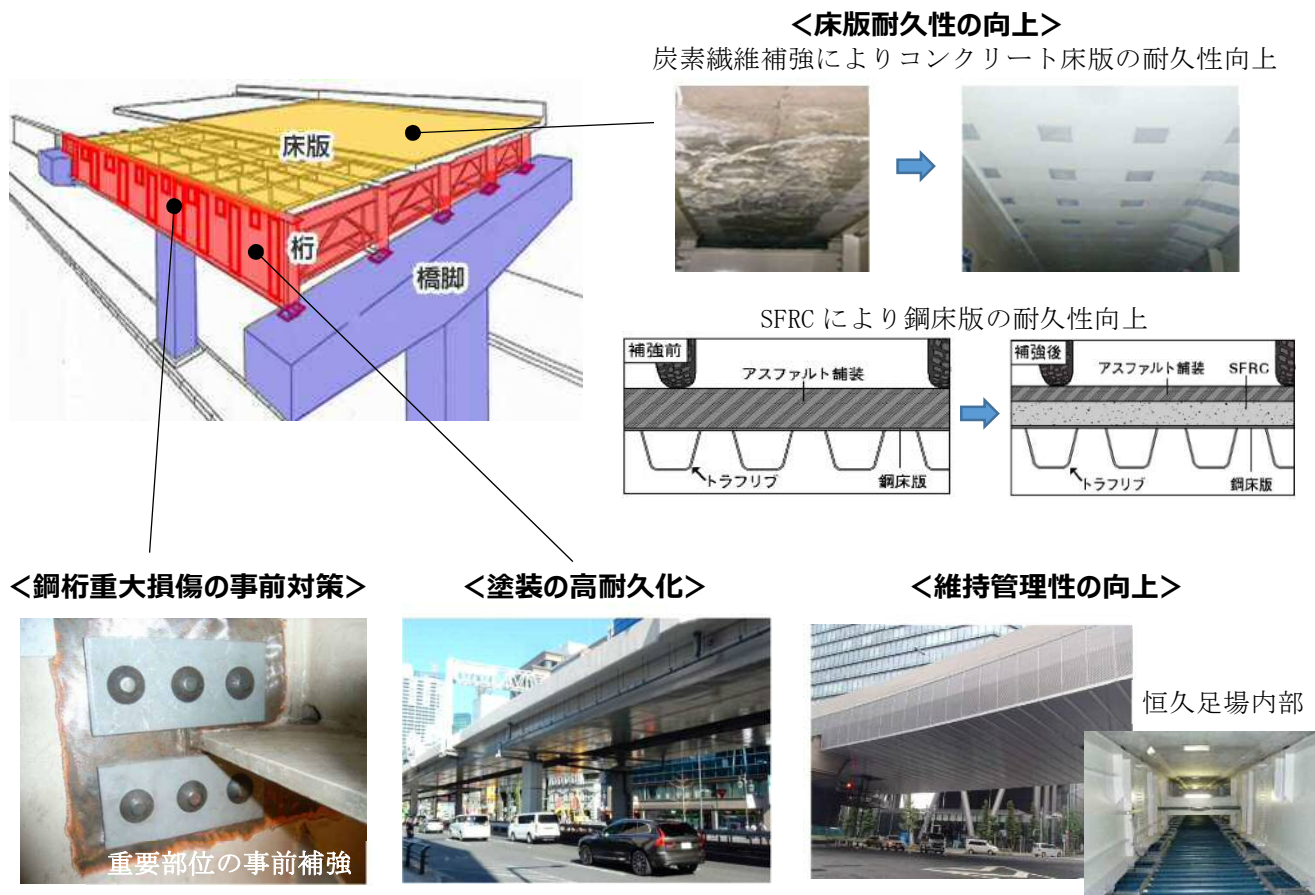 <床版耐久性の向上>
炭素繊維補強によりコンクリート床版の耐久性向上
床版
桁
橋脚
SFRCにより鋼床版の耐久性向上
補強前
アスファルト舗装
トラフリブ
鋼床版
補強後
アスファルト舗装
SFRC
トラフリブ
鋼床版
<鋼桁重大損傷の事前対策>
重要部位の事前補強
<塗装の高耐久化>
<維持管理性の向上>
恒久足場内部